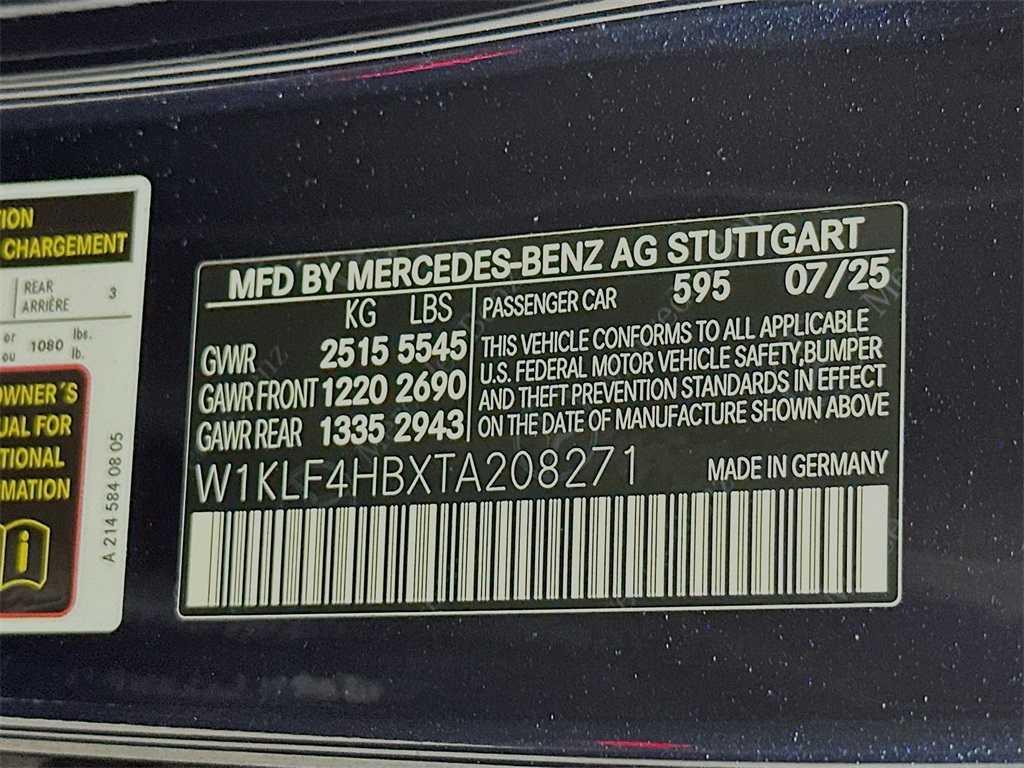 TION
CHARGEMENT
REAR
ARRIÈRE
3
or
ou
1080
lbs.
lb.
OWNER´S
UAL FOR
TIONAL
MATION
A 214 584 08 05
MFD BY MERCEDES-BENZ AG STUTTGART
KG LBS
PASSENGER CAR 595 07/25
GVWR 2515 5545
GAWR FRONT 1220 2690
GAWR REAR 1335 2943
THIS VEHICLE CONFORMS TO ALL APPLICABLE
U.S. FEDERAL MOTOR VEHICLE SAFETY,BUMPER
AND THEFT PREVENTION STANDARDS IN EFFECT
ON THE DATE OF MANUFACTURE SHOWN ABOVE
W1KLF4HBXTA208271
MADE IN GERMANY